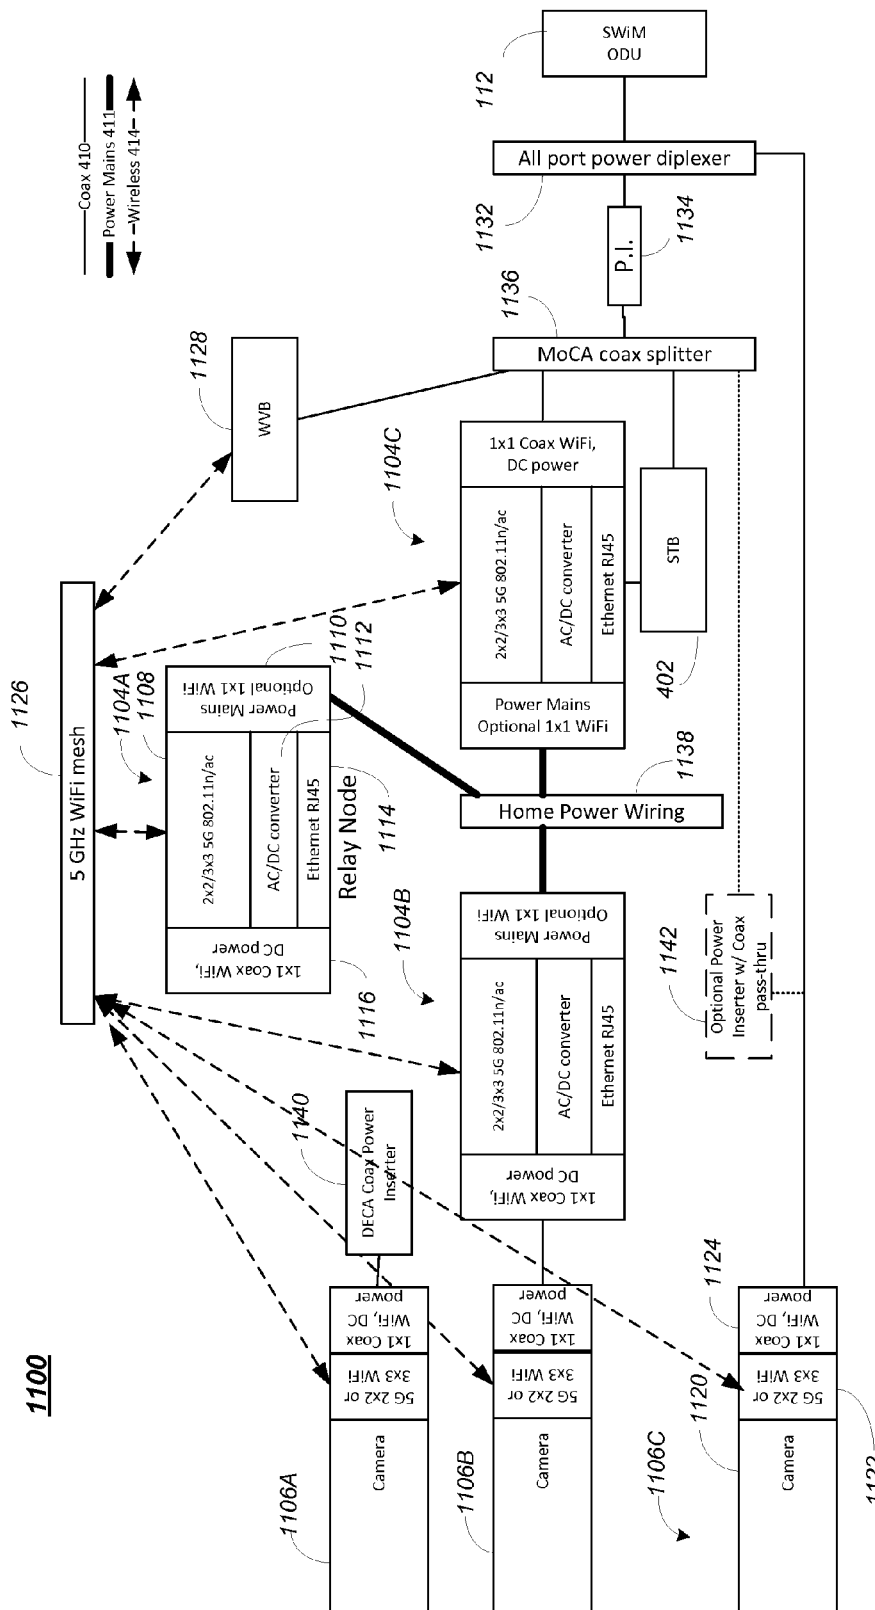 1100
Coax 410
Power Mains 411
Wireless 414
1126
5 GHz WiFi mesh
1128
WVB
112
SWiM
ODU
All port power diplexer
1132
P.I.
1134
1136
MoCA coax splitter
1104A
1108
2x2/3x3 5G 802.11n/ac
AC/DC converter
Ethernet RJ45
Power Mains
Optional 1x1 WiFi
1x1 Coax WiFi,
DC power
1110
1112
1114
1116
Relay Node
1104C
1x1 Coax WiFi,
DC power
2x2/3x3 5G 802.11n/ac
AC/DC converter
Ethernet RJ45
Power Mains
Optional 1x1 WiFi
STB
402
1138
Home Power Wiring
1104B
Power Mains
Optional 1x1 WiFi
2x2/3x3 5G 802.11n/ac
AC/DC converter
Ethernet RJ45
1x1 Coax WiFi,
DC power
1142
Optional Power
Inserter w/ Coax
pass-thru
1140
DECA Coax Power
Inserter
1106A
Camera
5G 2x2 or
3x3 WiFi
1x1 Coax
WiFi, DC
power
1106B
Camera
5G 2x2 or
3x3 WiFi
1x1 Coax
WiFi, DC
power
1106C
1120
Camera
5G 2x2 or
3x3 WiFi
1x1 Coax
WiFi, DC
power
1124
1122